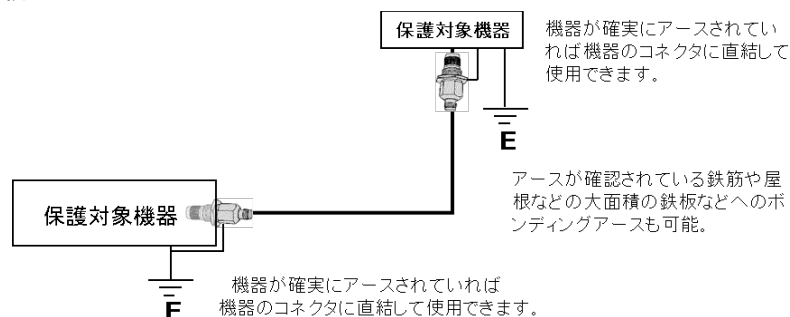 保護対象機器
機器が確実にアースされてい
れば機器のコネクタに直結して
使用できます。
E
アースが確認されている鉄筋や屋
根などの大面積の鉄板などへのボ
ンディングアースも可能。
保護対象機器
E
機器が確実にアースされていれば
機器のコネクタに直結して使用できます。